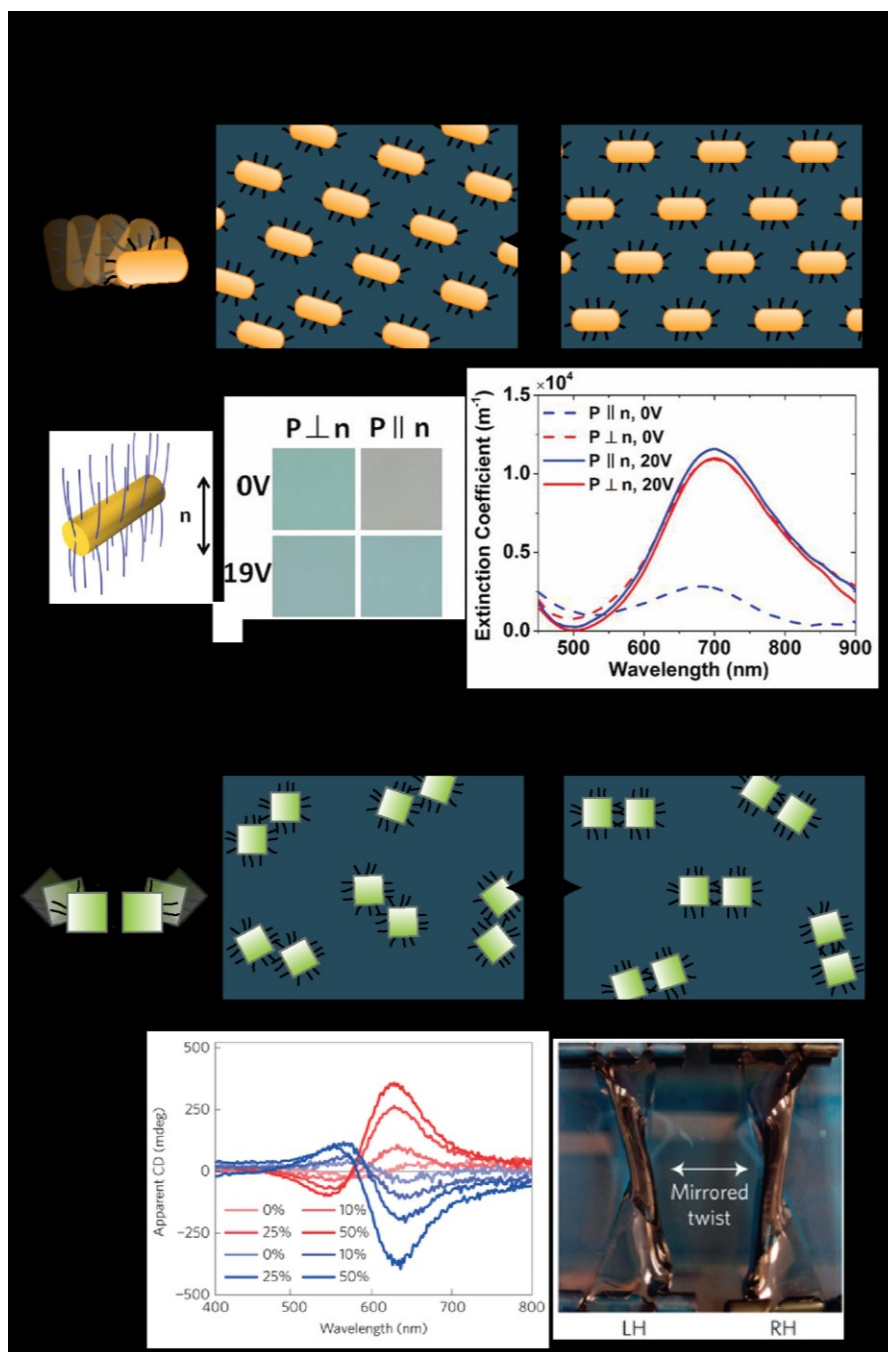 P ⊥ n P || n
0V
n
19V
×10⁴
1.5
1.0
0.5
0.0
Extinction Coefficient (m⁻¹)
P || n, 0V
P ⊥ n, 0V
P || n, 20V
P ⊥ n, 20V
500 600 700 800 900
Wavelength (nm)
500
250
0
−250
−500
Apparent CD (mdeg)
0% 10%
25% 50%
0% 10%
25% 50%
400 500 600 700 800
Wavelength (nm)
Mirrored
twist
LH RH